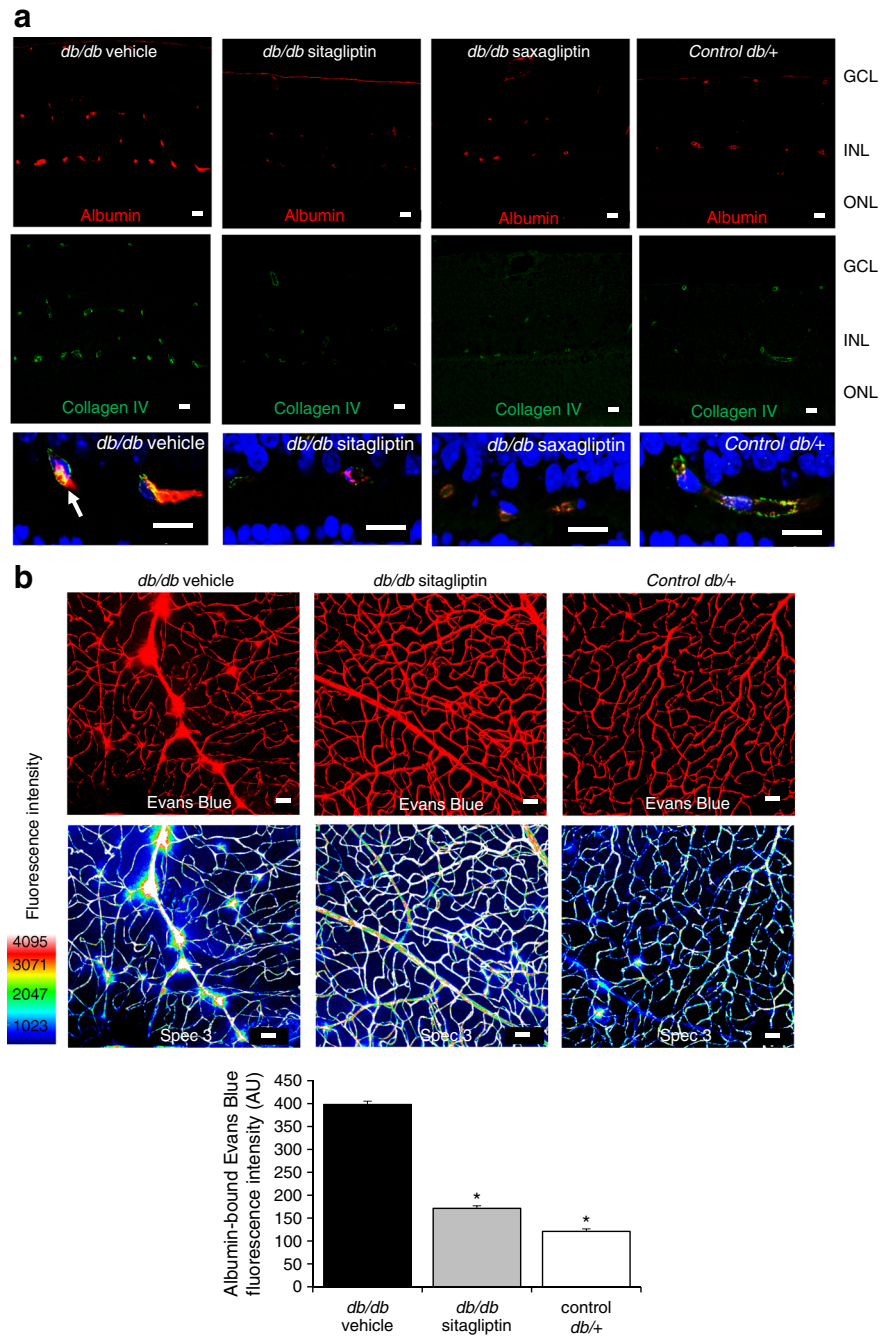 a
db/db vehicle
db/db sitagliptin
db/db saxagliptin
Control db/+
GCL
INL
ONL
Albumin
Albumin
Albumin
Albumin
GCL
INL
ONL
Collagen IV
Collagen IV
Collagen IV
Collagen IV
db/db vehicle
db/db sitagliptin
db/db saxagliptin
Control db/+
b
db/db vehicle
db/db sitagliptin
Control db/+
Evans Blue
Evans Blue
Evans Blue
Fluorescence intensity
4095
3071
2047
1023
Spec 3
Spec 3
Spec 3
Albumin-bound Evans Blue
fluorescence intensity (AU)
450
400
350
300
250
200
150
100
50
0
*
*
db/db
vehicle
db/db
sitagliptin
control
db/+